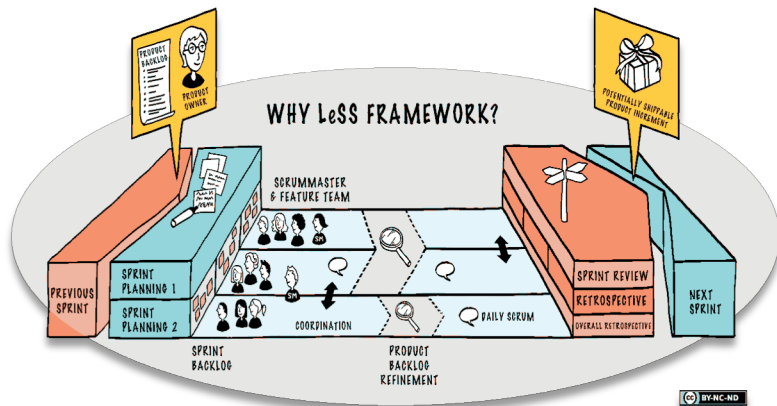 PRODUCT
BACKLOG
PRODUCT
OWNER
POTENTIALLY SHIPPABLE
PRODUCT INCREMENT
WHY LeSS FRAMEWORK?
SCRUMMASTER
& FEATURE TEAM
SM
SM
PREVIOUS
SPRINT
SPRINT
PLANNING 1
SPRINT
PLANNING 2
COORDINATION
DAILY SCRUM
SPRINT REVIEW
RETROSPECTIVE
OVERALL RETROSPECTIVE
NEXT
SPRINT
SPRINT
BACKLOG
PRODUCT
BACKLOG
REFINEMENT
cc BY-NC-ND